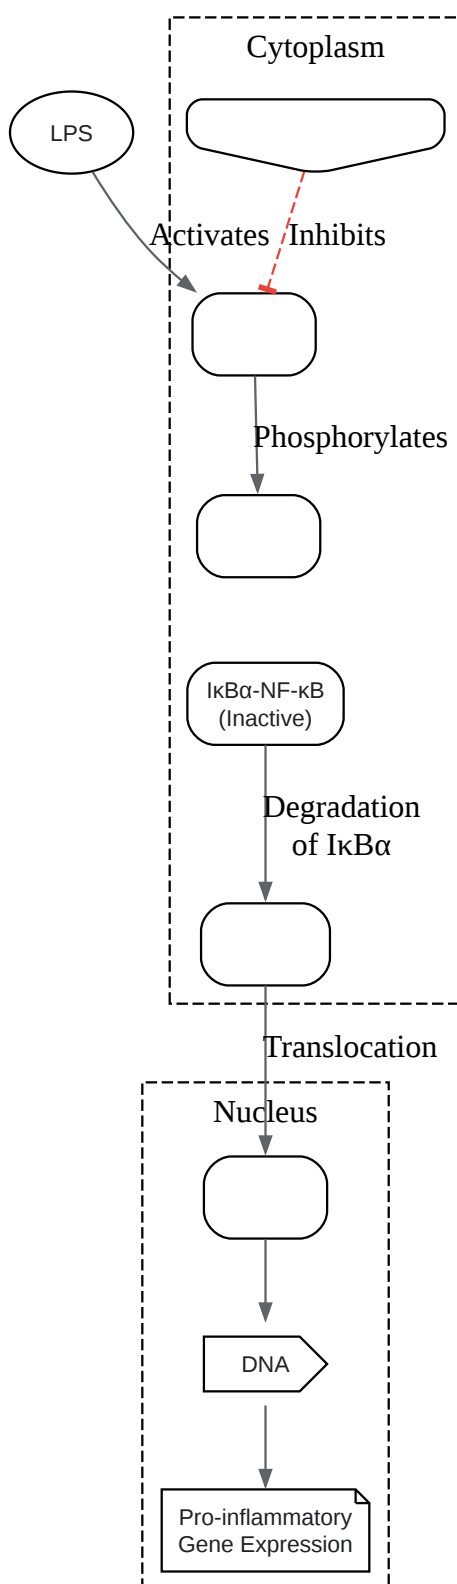 Cytoplasm
LPS
Activates
Inhibits
Phosphorylates
IκBα-NF-κB
(Inactive)
Degradation
of IκBα
Translocation
Nucleus
DNA
Pro-inflammatory
Gene Expression